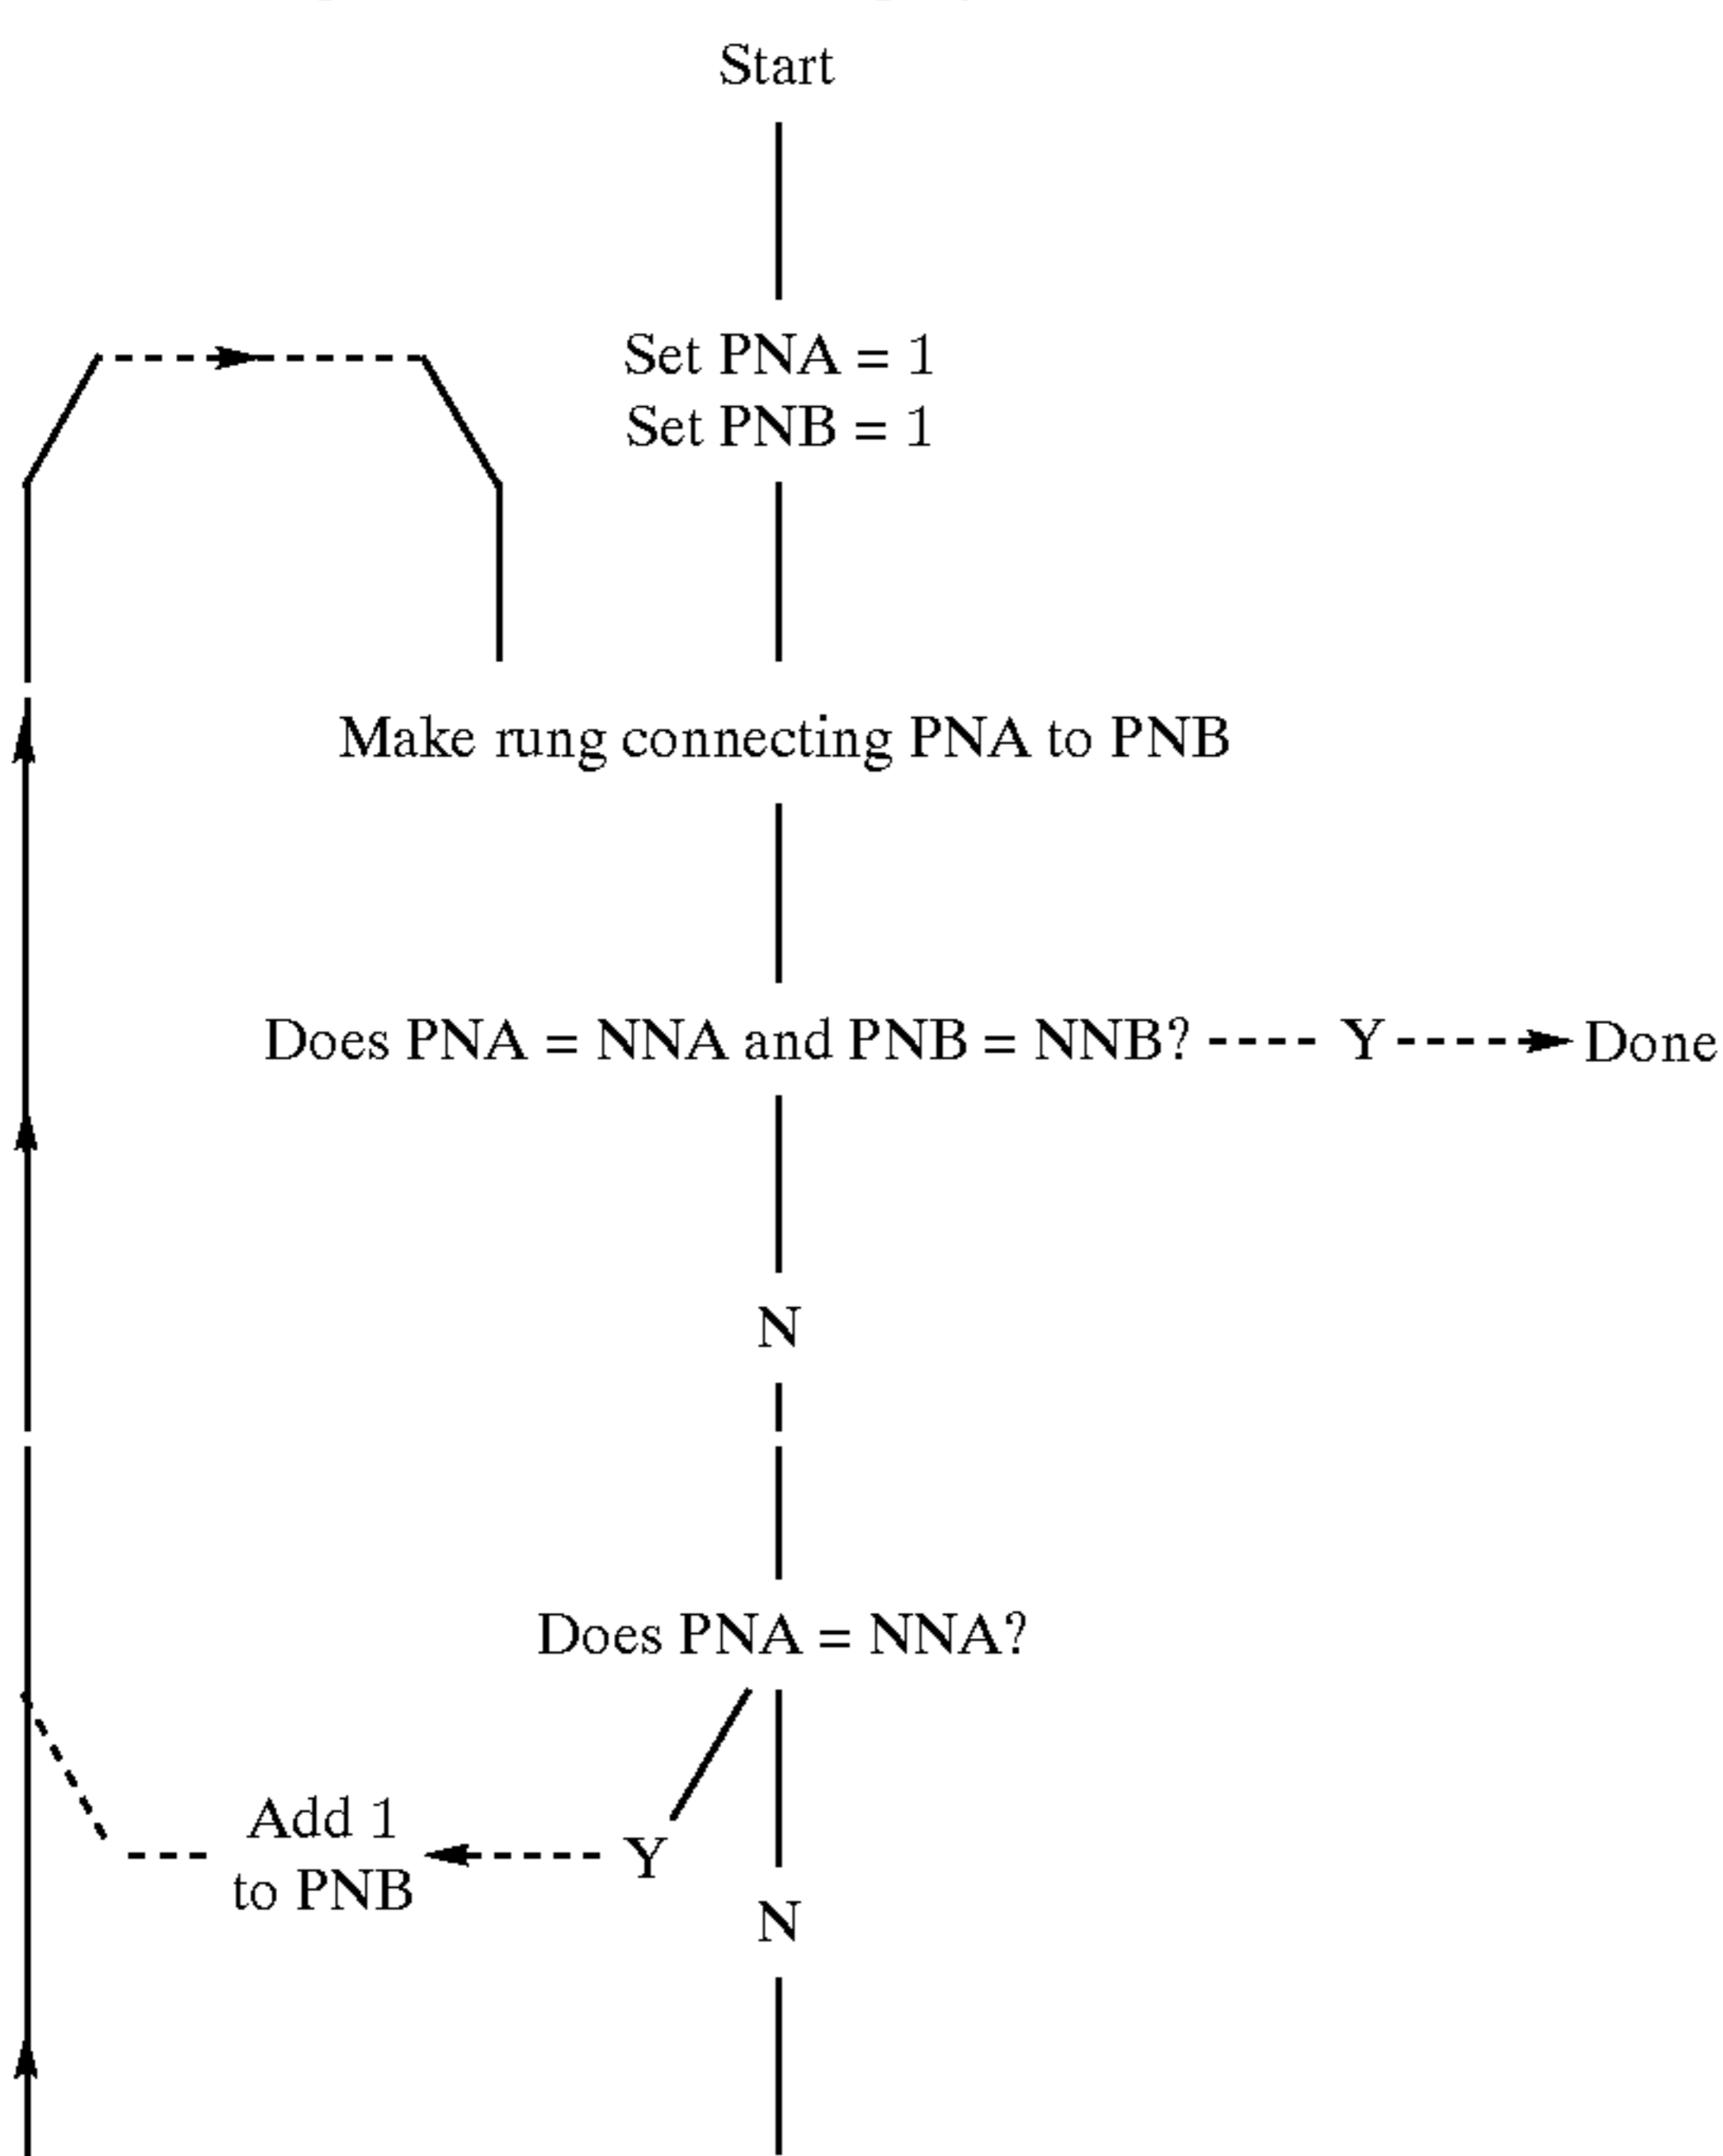 Start
Set PNA = 1
Set PNB = 1
Make rung connecting PNA to PNB
Does PNA = NNA and PNB = NNB? Y Done
N
Does PNA = NNA?
Add 1
to PNB
Y
N